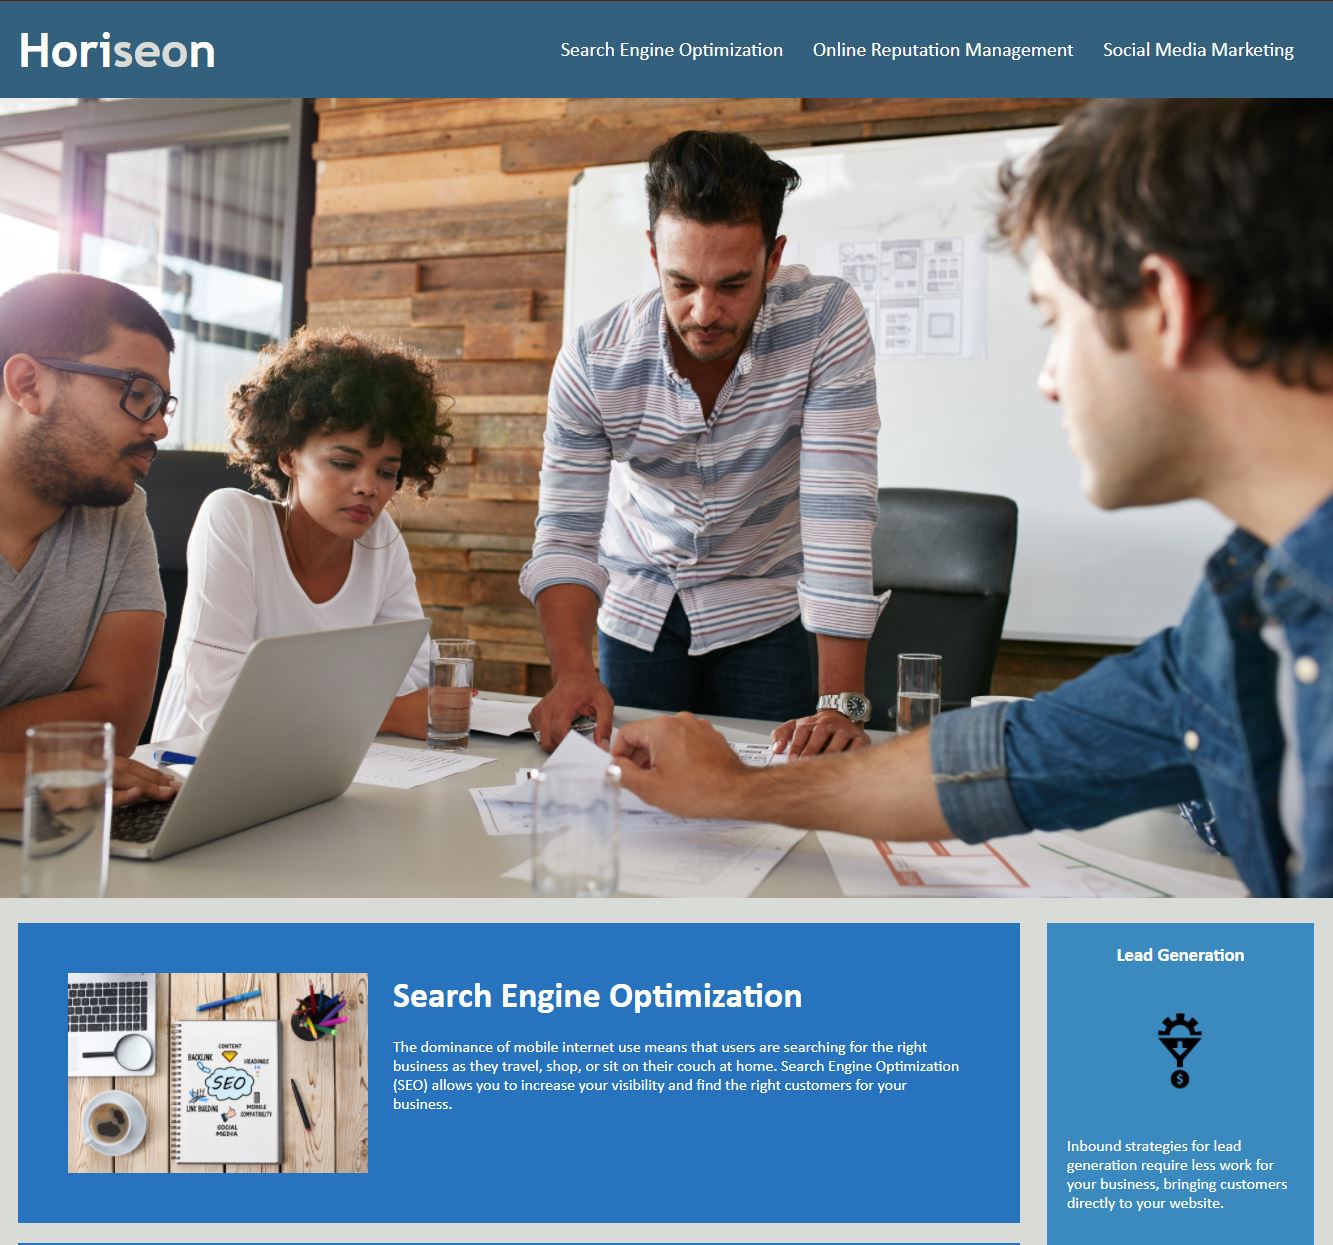 Horiseon
Search Engine Optimization
Online Reputation Management
Social Media Marketing
CONTENT
BACKLINK
HEADINGS
SEO
LINK BUILDING
MOBILE
COMPATIBILITY
SOCIAL
MEDIA
Search Engine Optimization
The dominance of mobile internet use means that users are searching for the right
business as they travel, shop, or sit on their couch at home. Search Engine Optimization
(SEO) allows you to increase your visibility and find the right customers for your
business.
Lead Generation
$
Inbound strategies for lead
generation require less work for
your business, bringing customers
directly to your website.